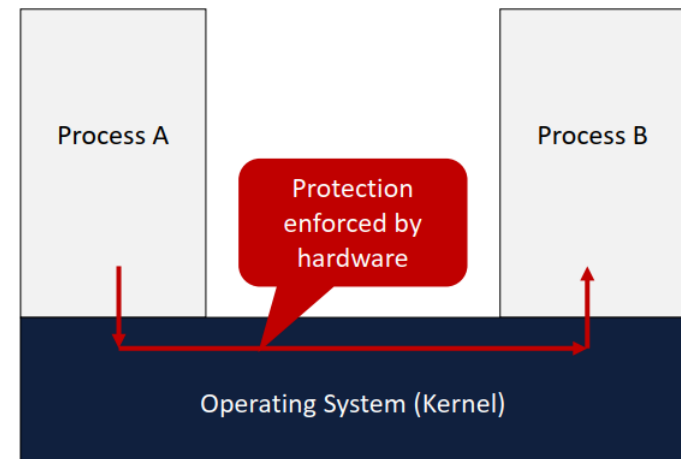 Process A
Process B
Protection
enforced by
hardware
Operating System (Kernel)